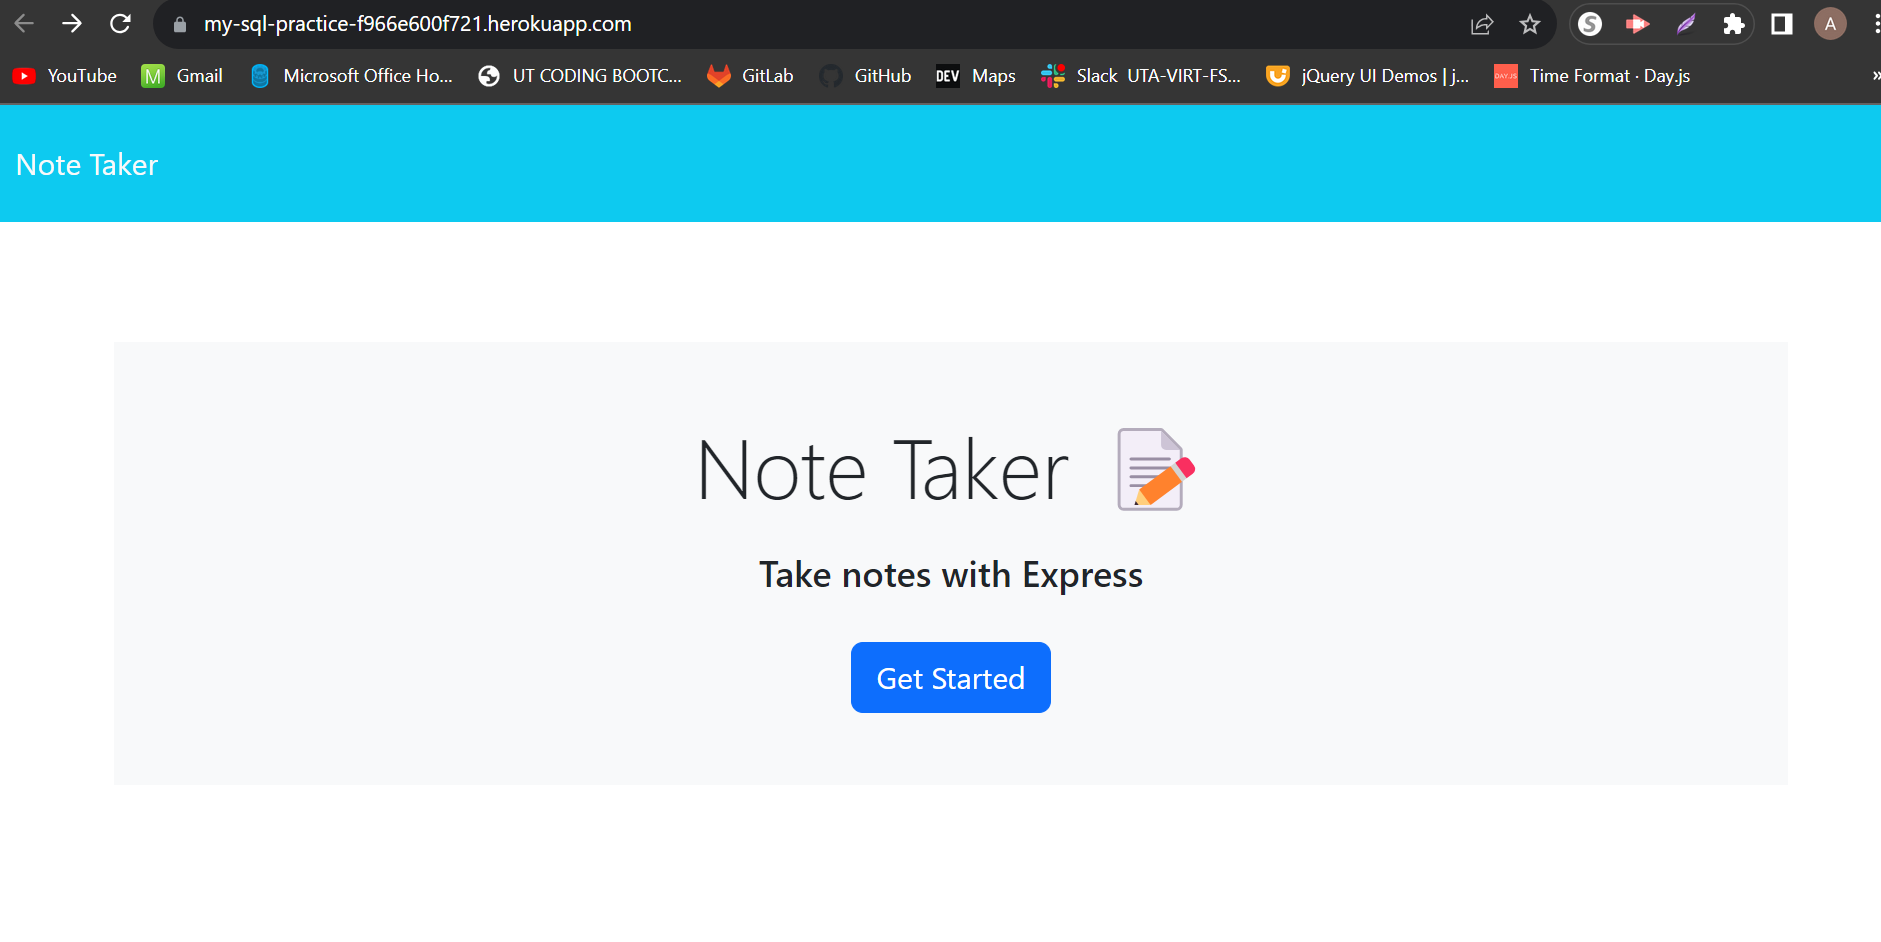 my-sql-practice-f966e600f721.herokuapp.com
S A
YouTube M Gmail Microsoft Office Ho... UT CODING BOOTC... GitLab GitHub DEV Maps Slack UTA-VIRT-FS... jQuery UI Demos | j... DAY.JS Time Format · Day.js »
Note Taker
Note Taker
Take notes with Express
Get Started